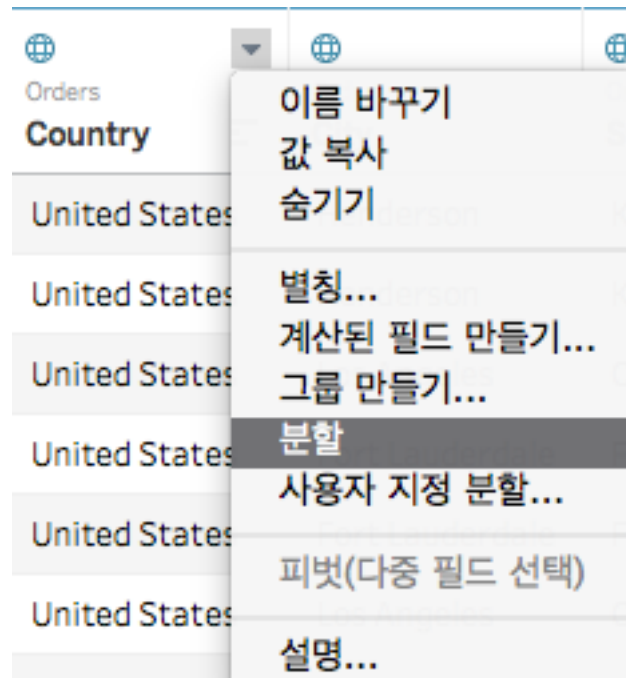 Orders
Country
United States
United States
United States
United States
United States
United States
이름 바꾸기
값 복사
숨기기
별칭...
계산된 필드 만들기...
그룹 만들기...
분할
사용자 지정 분할...
피벗(다중 필드 선택)
설명...